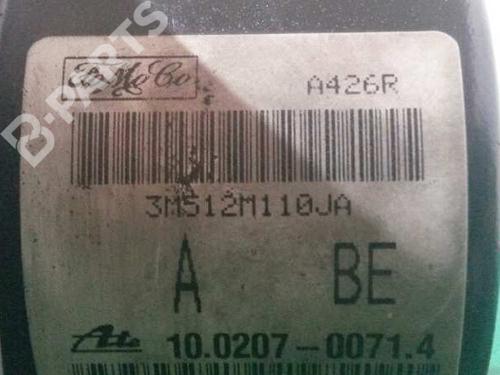 B-PARTS
FoMoCo
A426R
3M512M110JA
A BE
Ate 10.0207-0071.4